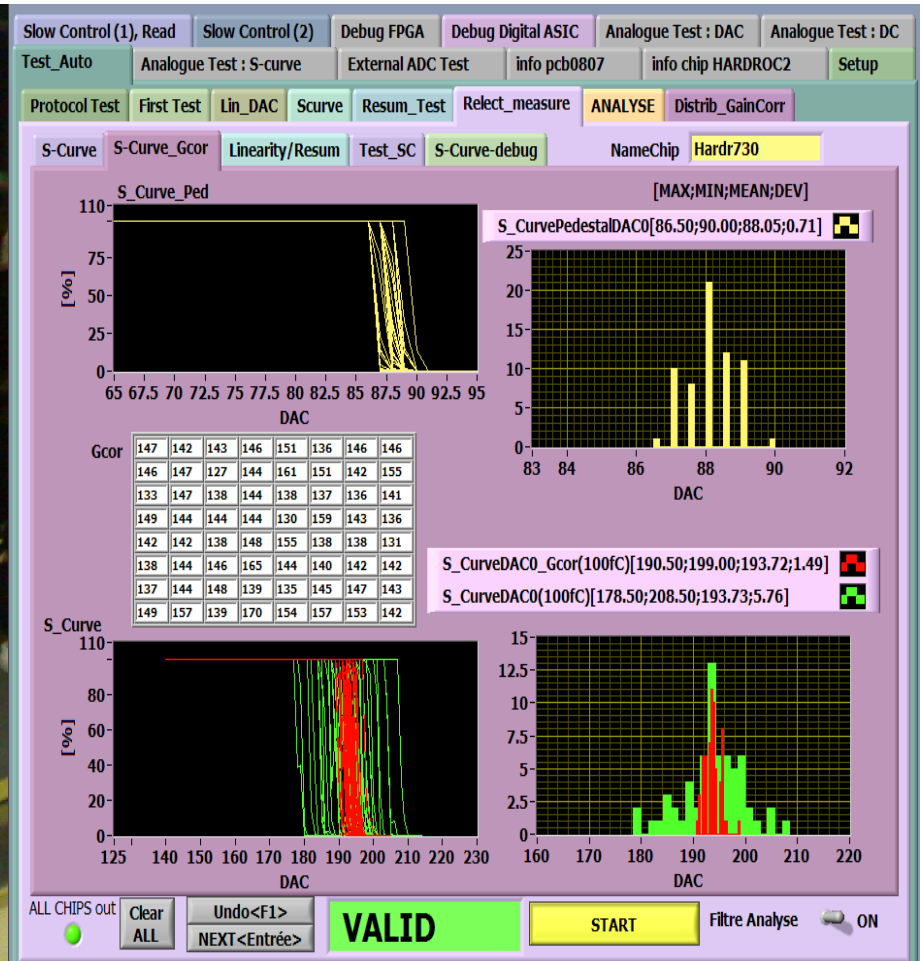 Slow Control (1), Read Slow Control (2) Debug FPGA Debug Digital ASIC Analogue Test : DAC Analogue Test : DC
Test_Auto Analogue Test : S-curve External ADC Test info pcb0807 info chip HARDROC2 Setup
Protocol Test First Test Lin_DAC Scurve Resum_Test Relect_measure ANALYSE Distrib_GainCorr
S-Curve S-Curve_Gcor Linearity/Resum Test_SC S-Curve-debug NameChip Hardr730
S_Curve_Ped
110-
75-
50-
25-
0-
[%]
65 67.5 70 72.5 75 77.5 80 82.5 85 87.5 90 92.5 95
DAC
[MAX;MIN;MEAN;DEV]
S_CurvePedestalDAC0[86.50;90.00;88.05;0.71]
25-
20-
15-
10-
5-
0-
83 84 86 88 90 92
DAC
Gcor
147 142 143 146 151 136 146 146
146 147 127 144 161 151 142 155
133 147 138 144 138 137 136 141
149 144 144 144 130 159 143 136
142 142 138 148 155 138 138 131
138 144 146 165 144 140 142 142
137 144 148 139 135 145 147 143
149 157 139 170 154 157 153 142
S_CurveDAC0_Gcor(100fC)[190.50;199.00;193.72;1.49]
S_CurveDAC0(100fC)[178.50;208.50;193.73;5.76]
S_Curve
110-
80-
60-
40-
20-
0-
[%]
125 140 150 160 170 180 190 200 210 220 230
DAC
15-
12.5-
10-
7.5-
5-
2.5-
0-
160 170 180 190 200 210 220
DAC
ALL CHIPS out
Clear
ALL
Undo<F1>
NEXT<Entrée>
VALID
START
Filtre Analyse
ON